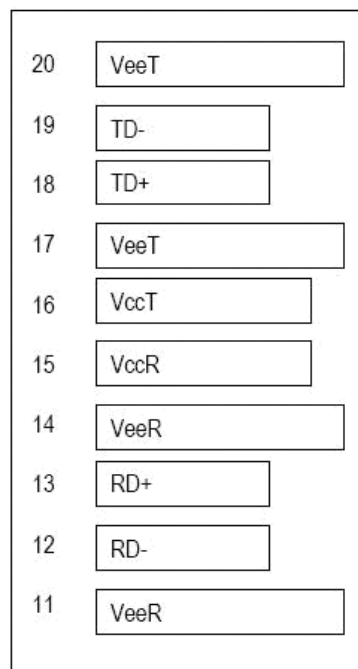 20 VeeT
19 TD-
18 TD+
17 VeeT
16 VccT
15 VccR
14 VeeR
13 RD+
12 RD-
11 VeeR